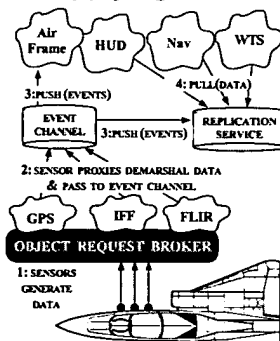 Air
Frame
HUD
Nav
WTS
4: PULL(DATA)
3:PUSH (EVENTS)
EVENT
CHANNEL
3:PUSH(EVENTS)
REPLICATION
SERVICE
2: SENSOR PROXIES DEMARSHAL DATA
& PASS TO EVENT CHANNEL
GPS
IFF
FLIR
OBJECT REQUEST BROKER
1: SENSORS
GENERATE
DATA